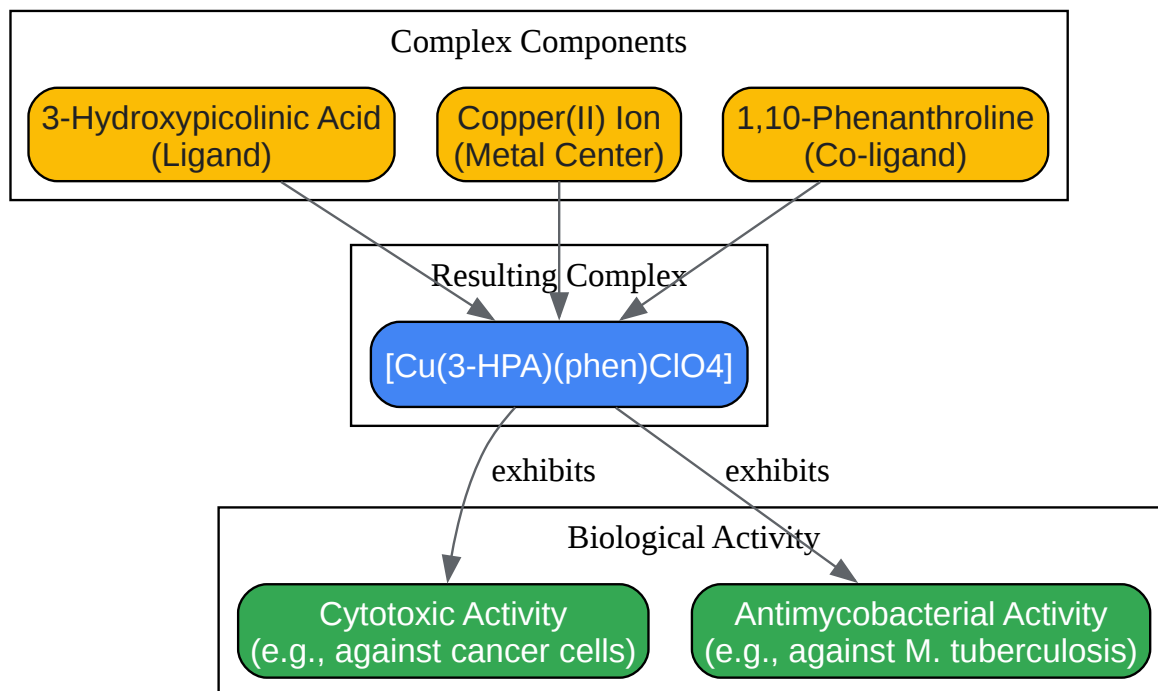 Complex Components
3-Hydroxypicolinic Acid
(Ligand)
Copper(II) Ion
(Metal Center)
1,10-Phenanthroline
(Co-ligand)
Resulting Complex
[Cu(3-HPA)(phen)ClO4]
exhibits
exhibits
Biological Activity
Cytotoxic Activity
(e.g., against cancer cells)
Antimycobacterial Activity
(e.g., against M. tuberculosis)